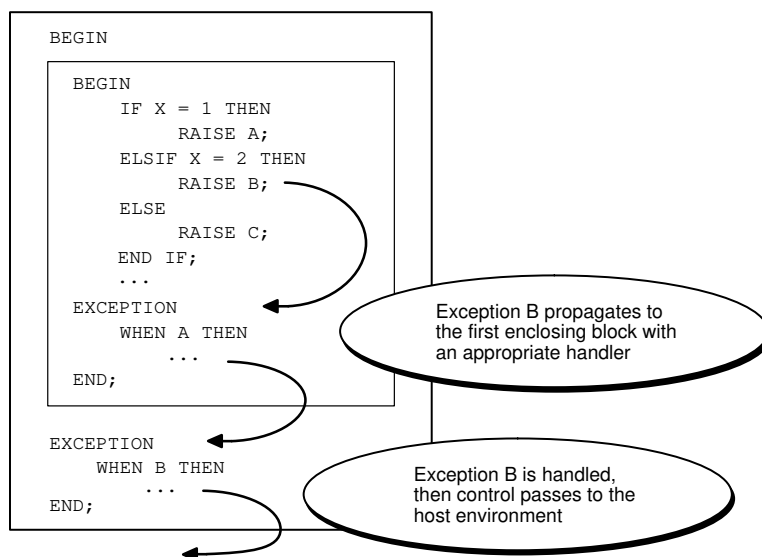 BEGIN
BEGIN
IF X = 1 THEN
RAISE A;
ELSIF X = 2 THEN
RAISE B;
ELSE
RAISE C;
END IF;
...
EXCEPTION
WHEN A THEN
...
END;
Exception B propagates to
the first enclosing block with
an appropriate handler
EXCEPTION
WHEN B THEN
...
END;
Exception B is handled,
then control passes to the
host environment